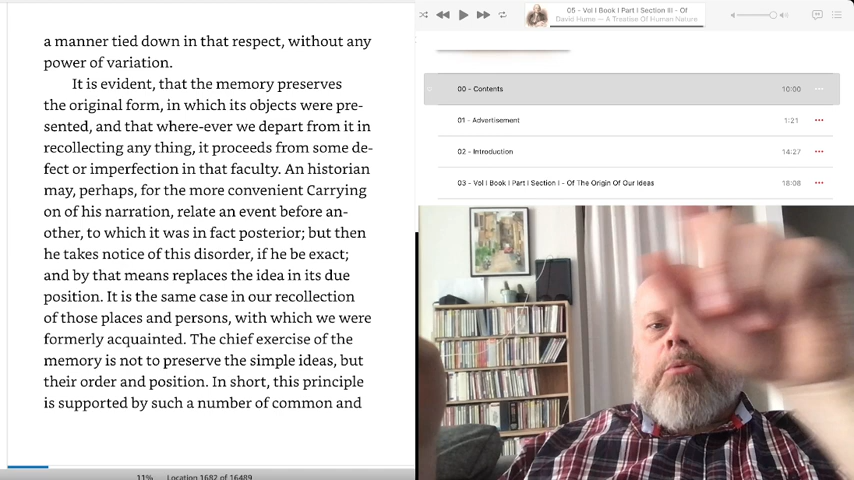 a manner tied down in that respect, without any
power of variation.
It is evident, that the memory preserves
the original form, in which its objects were pre-
sented, and that where-ever we depart from it in
recollecting any thing, it proceeds from some de-
fect or imperfection in that faculty. An historian
may, perhaps, for the more convenient Carrying
on of his narration, relate an event before an-
other, to which it was in fact posterior; but then
he takes notice of this disorder, if he be exact;
and by that means replaces the idea in its due
position. It is the same case in our recollection
of those places and persons, with which we were
formerly acquainted. The chief exercise of the
memory is not to preserve the simple ideas, but
their order and position. In short, this principle
is supported by such a number of common and
11% Location 1682 of 16489
05 - Vol I Book I Part I Section III - Of
David Hume — A Treatise Of Human Nature
00 - Contents 10:00
01 - Advertisement 1:21
02 - Introduction 14:27
03 - Vol I Book I Part I Section I - Of The Origin Of Our Ideas 18:08